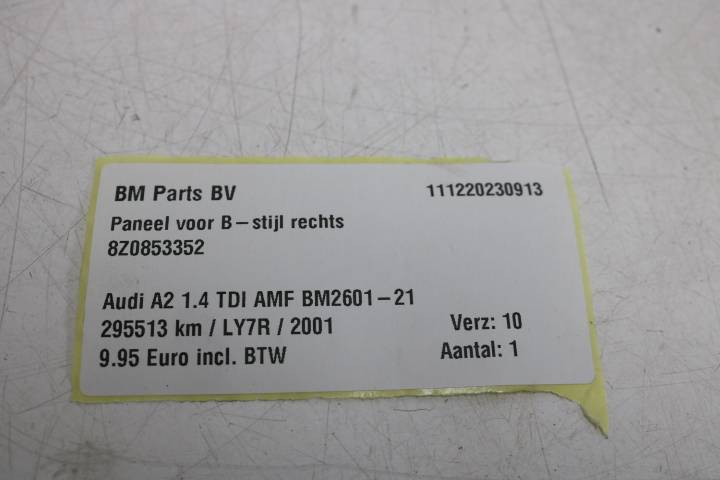 BM Parts BV 111220230913
Paneel voor B-stijl rechts
8Z0853352
Audi A2 1.4 TDI AMF BM2601-21
295513 km / LY7R / 2001 Verz: 10
9.95 Euro incl. BTW Aantal: 1